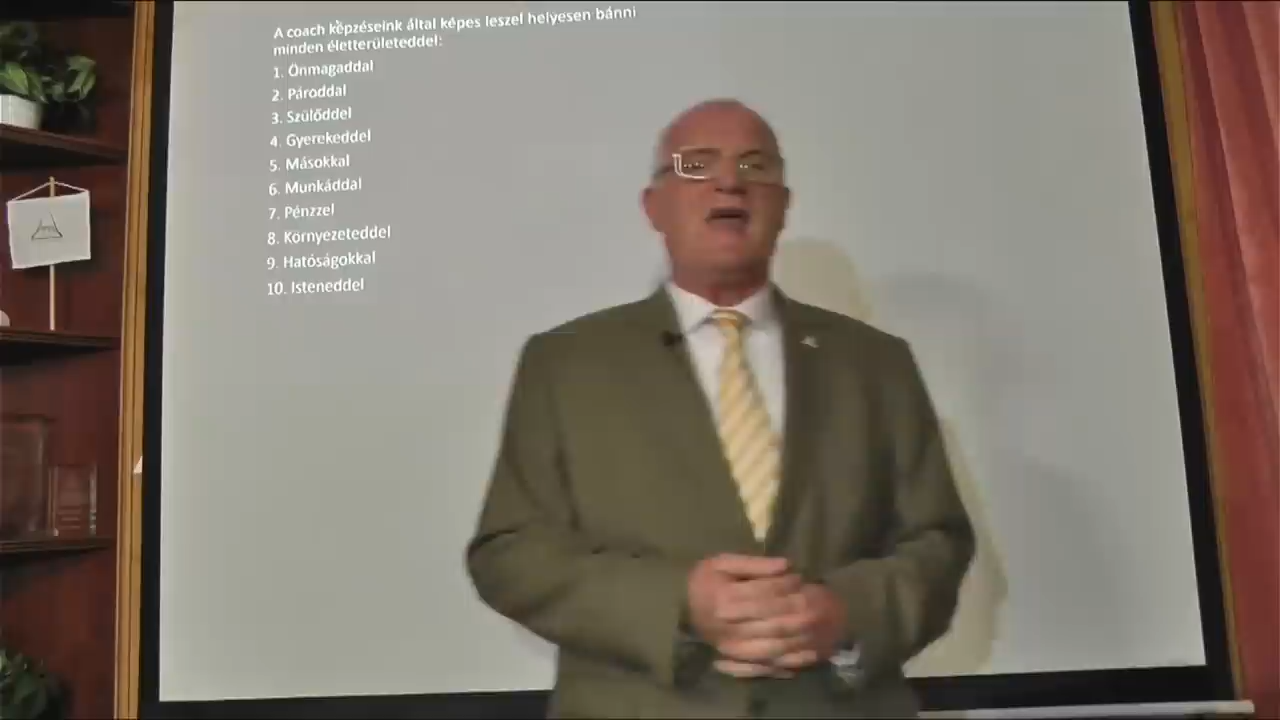 A coach képzéseink által képes leszel helyesen bánni
minden életterületeddel:
1. Önmagaddal
2. Pároddal
3. Szülőddel
4. Gyerekeddel
5. Másokkal
6. Munkáddal
7. Pénzzel
8. Környezeteddel
9. Hatóságokkal
10. Isteneddel